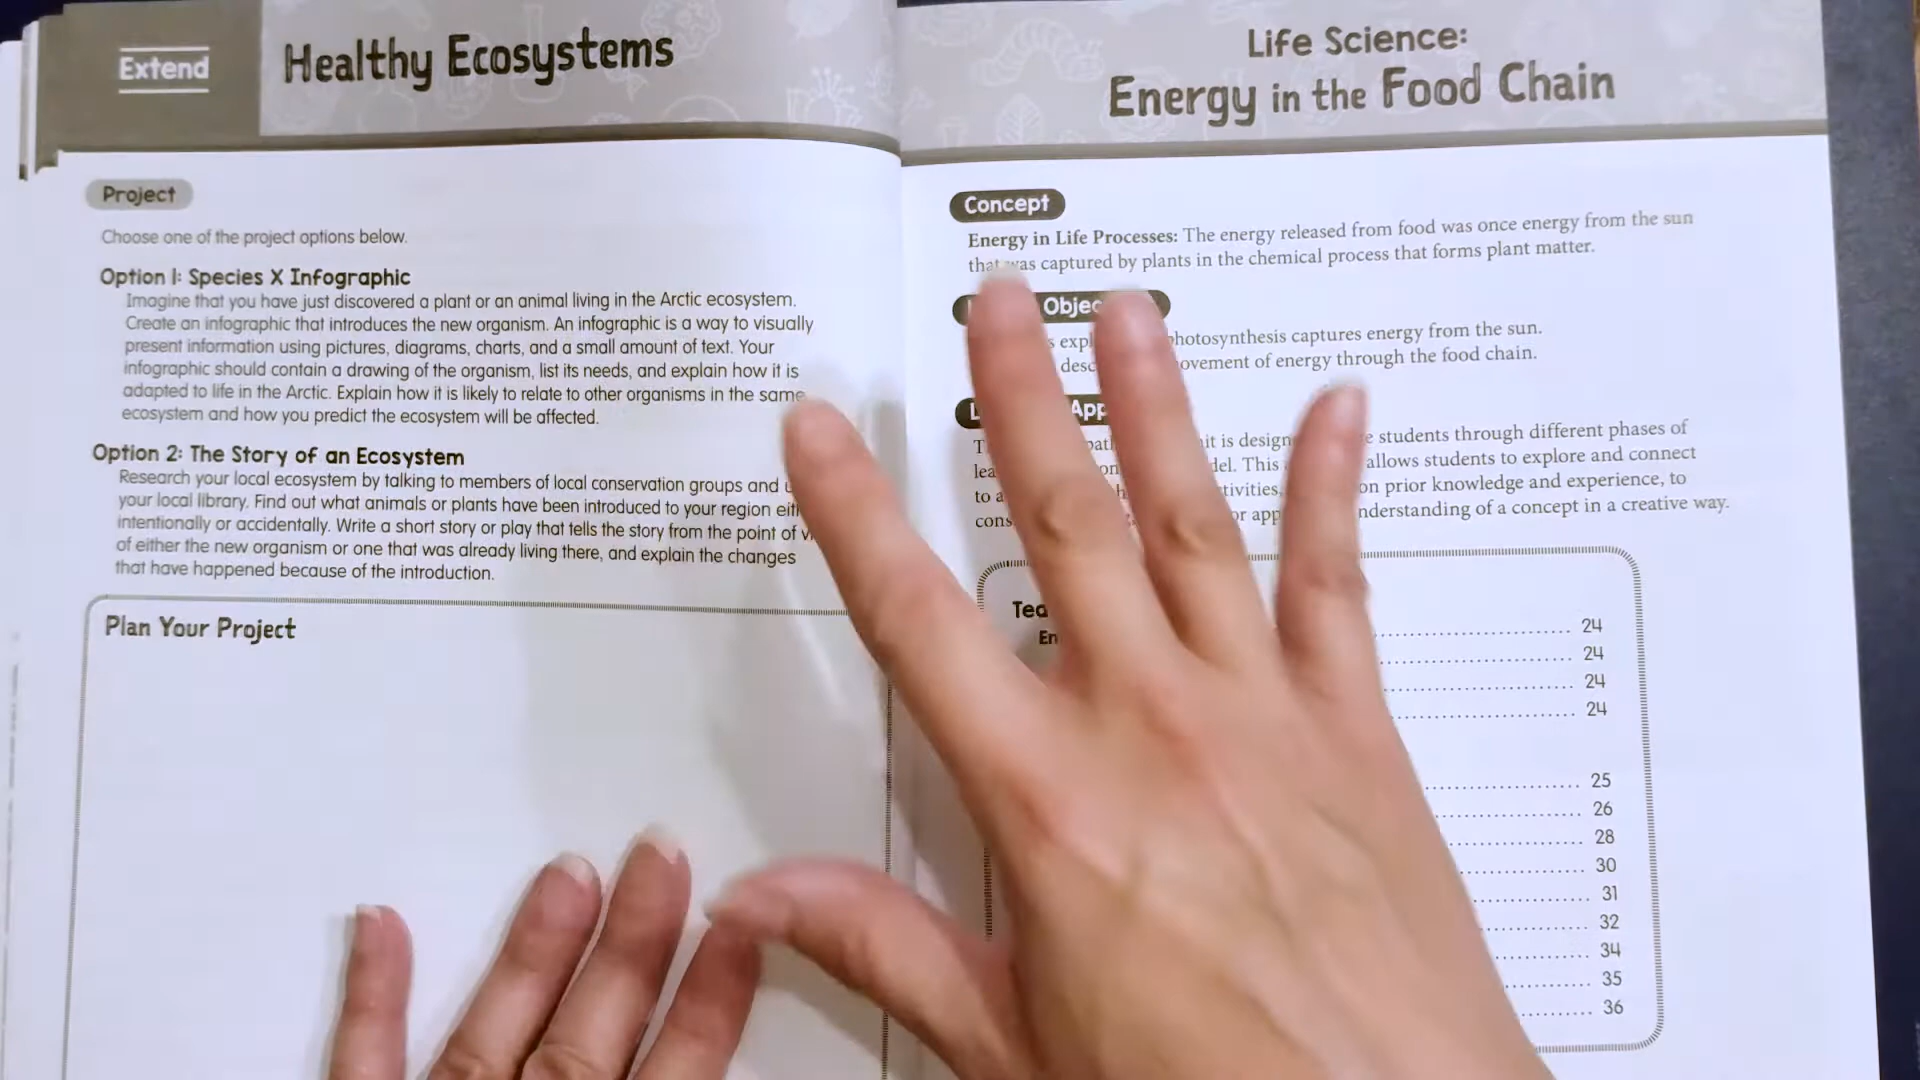 Extend
Healthy Ecosystems
Project
Choose one of the project options below.
Option 1: Species X Infographic
Imagine that you have just discovered a plant or an animal living in the Arctic ecosystem.
Create an infographic that introduces the new organism. An infographic is a way to visually
present information using pictures, diagrams, charts, and a small amount of text. Your
infographic should contain a drawing of the organism, list its needs, and explain how it is
adapted to life in the Arctic. Explain how it is likely to relate to other organisms in the same
ecosystem and how you predict the ecosystem will be affected.
Option 2: The Story of an Ecosystem
Research your local ecosystem by talking to members of local conservation groups and
your local library. Find out what animals or plants have been introduced to your region
intentionally or accidentally. Write a short story or play that tells the story from the point of
of either the new organism or one that was already living there, and explain the changes
that have happened because of the introduction.
Plan Your Project
Life Science:
Energy in the Food Chain
Concept
Energy in Life Processes: The energy released from food was once energy from the sun
that was captured by plants in the chemical process that forms plant matter.
photosynthesis captures energy from the sun.
movement of energy through the food chain.
is students through different phases of
This allows students to explore and connect
to on prior knowledge and experience, to
understanding of a concept in a creative way.
24
24
24
24
25
26
28
30
31
32
34
35
36